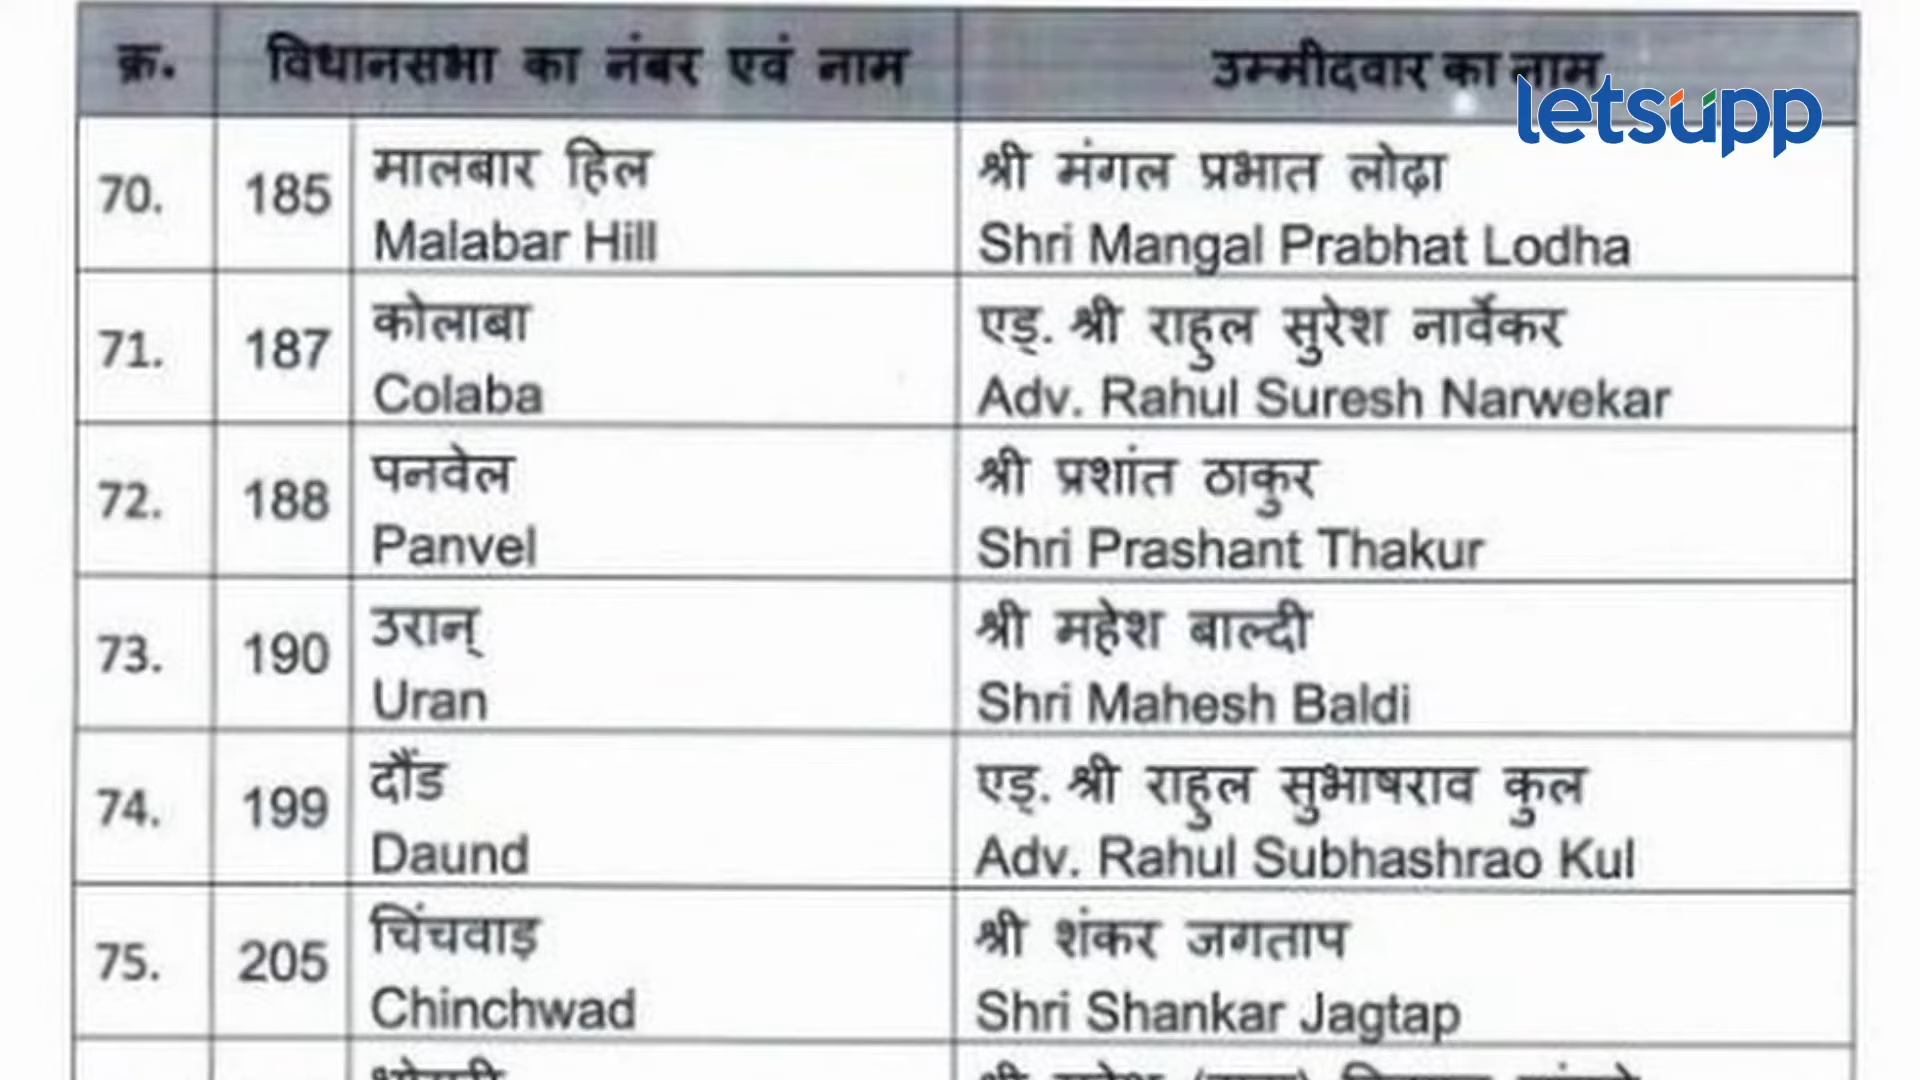 क्र. विधानसभा का नंबर एवं नाम उम्मीदवार का नाम
letsupp
70. 185 मालबार हिल श्री मंगल प्रभात लोढ़ा
Malabar Hill Shri Mangal Prabhat Lodha
71. 187 कोलाबा एड्. श्री राहुल सुरेश नार्वेकर
Colaba Adv. Rahul Suresh Narwekar
72. 188 पनवेल श्री प्रशांत ठाकुर
Panvel Shri Prashant Thakur
73. 190 उरान् श्री महेश बाल्दी
Uran Shri Mahesh Baldi
74. 199 दौंड श्री एड्. श्री राहुल सुभाषराव कुल
Daund Adv. Rahul Subhashrao Kul
75. 205 चिंचवाड़ श्री शंकर जगताप
Chinchwad Shri Shankar Jagtap